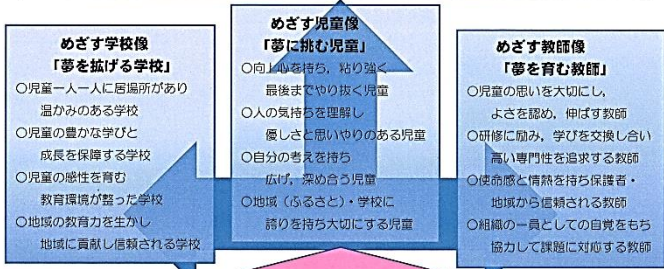 めざす学校像
「夢を拡げる学校」
○児童一人一人に居場所があり
温かみのある学校
○児童の豊かな学びと
成長を保障する学校
○児童の感性を育む
教育環境が整った学校
○地域の教育力を生かし
地域に貢献し信頼される学校
めざす児童像
「夢に挑む児童」
○向上心を持ち，粘り強く
最後までやり抜く児童
○人の気持ちを理解し
優しさと思いやりのある児童
○自分の考えを持ち
広げ，深め合う児童
○地域（ふるさと）・学校に
誇りを持ち大切にする児童
めざす教師像
「夢を育む教師」
○児童の思いを大切にし，
よさを認め，伸ばす教師
○研修に励み，学びを交換し合い
高い専門性を追求する教師
○使命感と情熱を持ち保護者・
地域から信頼される教師
○組織の一員としての自覚をもち
協力して課題に対応する教師